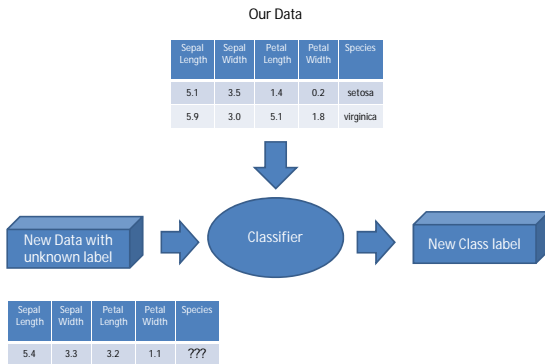 Our Data
Sepal Length Sepal Width Petal Length Petal Width Species
5.1 3.5 1.4 0.2 setosa
5.9 3.0 5.1 1.8 virginica
New Data with
unknown label
Classifier
New Class label
Sepal Length Sepal Width Petal Length Petal Width Species
5.4 3.3 3.2 1.1 ???